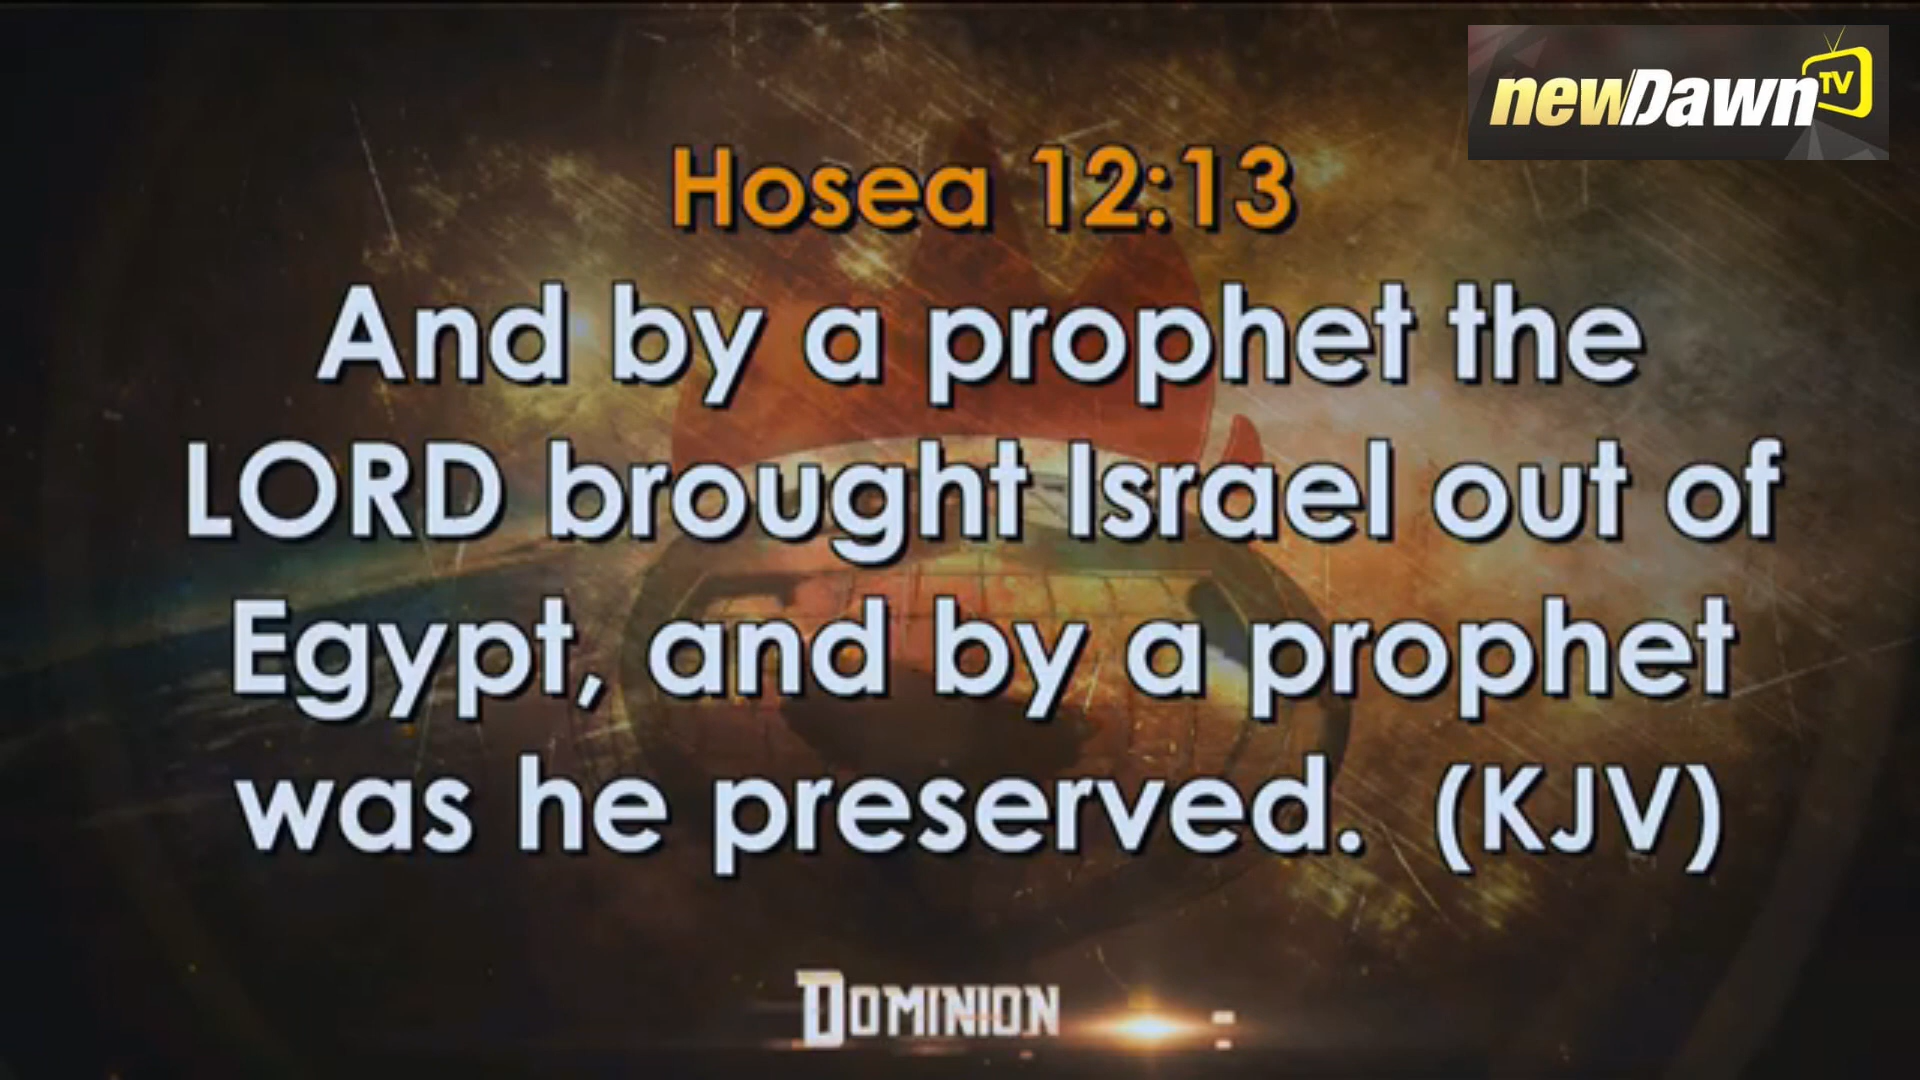 newDawn TV
Hosea 12:13
And by a prophet the
LORD brought Israel out of
Egypt, and by a prophet
was he preserved. (KJV)
DOMINION